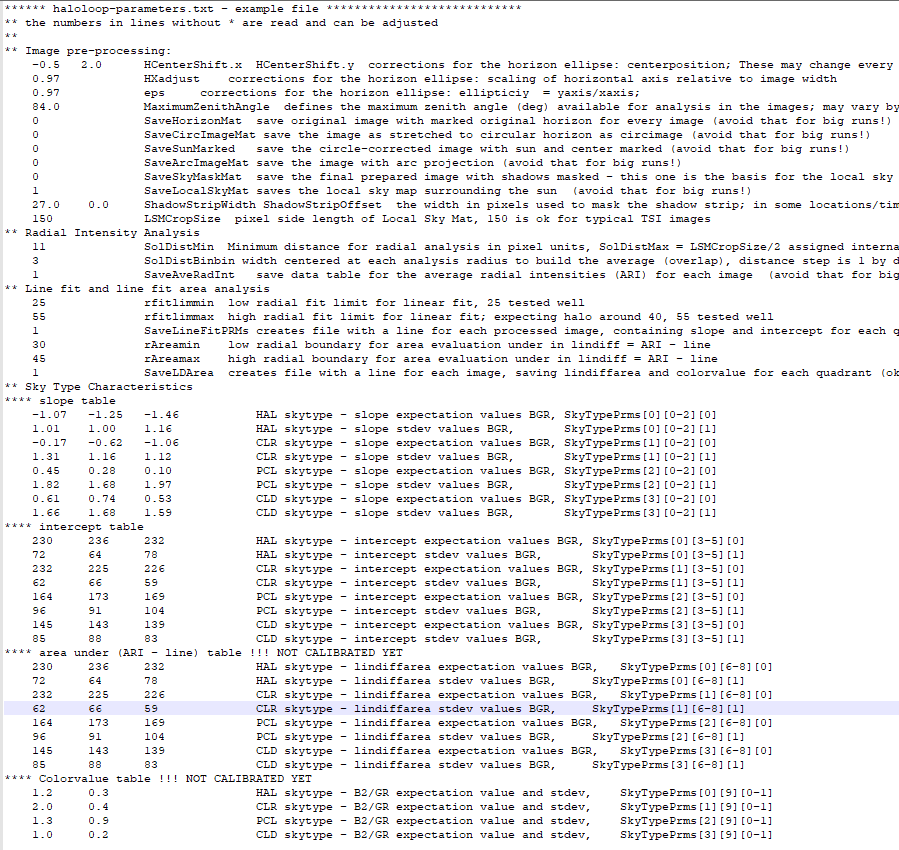 ****** haloloop-parameters.txt - example file ****************************
** the numbers in lines without * are read and can be adjusted
**
** Image pre-processing:
-0.5 2.0 HCenterShift.x HCenterShift.y corrections for the horizon ellipse: centerposition; These may change every
0.97 HXadjust corrections for the horizon ellipse: scaling of horizontal axis relative to image width
0.97 eps corrections for the horizon ellipse: ellipticiy = yaxis/xaxis;
84.0 MaximumZenithAngle defines the maximum zenith angle (deg) available for analysis in the images; may vary by
0 SaveHorizonMat save original image with marked original horizon for every image (avoid that for big runs!)
0 SaveCircImageMat save the image as stretched to circular horizon as circimage (avoid that for big runs!)
0 SaveSunMarked save the circle-corrected image with sun and center marked (avoid that for big runs!)
0 SaveArcImageMat save the image with arc projection (avoid that for big runs!)
0 SaveSkyMaskMat save the final prepared image with shadows masked - this one is the basis for the local sky
1 SaveLocalSkyMat saves the local sky map surrounding the sun (avoid that for big runs!)
27.0 0.0 ShadowStripWidth ShadowStripOffset the width in pixels used to mask the shadow strip; in some locations/tim
150 LSMCropSize pixel side length of Local Sky Mat, 150 is ok for typical TSI images
** Radial Intensity Analysis
11 SolDistMin Minimum distance for radial analysis in pixel units, SolDistMax = LSMCropSize/2 assigned interna
3 SolDistBinbin width centered at each analysis radius to build the average (overlap), distance step is 1 by d
1 SaveAveRadInt save data table for the average radial intensities (ARI) for each image (avoid that for big
** Line fit and line fit area analysis
25 rfitlimmin low radial fit limit for linear fit, 25 tested well
55 rfitlimmax high radial fit limit for linear fit; expecting halo around 40, 55 tested well
1 SaveLineFitPRMs creates file with a line for each processed image, containing slope and intercept for each q
30 rAreamin low radial boundary for area evaluation under in lindiff = ARI - line
45 rAreamax high radial boundary for area evaluation under in lindiff = ARI - line
1 SaveLDArea creates file with a line for each image, saving lindiffarea and colorvalue for each quadrant (ok
** Sky Type Characteristics
**** slope table
-1.07 -1.25 -1.46 HAL skytype - slope expectation values BGR, SkyTypePrms[0][0-2][0]
1.01 1.00 1.16 HAL skytype - slope stdev values BGR, SkyTypePrms[0][0-2][1]
-0.17 -0.62 -1.06 CLR skytype - slope expectation values BGR, SkyTypePrms[1][0-2][0]
1.31 1.16 1.12 CLR skytype - slope stdev values BGR, SkyTypePrms[1][0-2][1]
0.45 0.28 0.10 PCL skytype - slope expectation values BGR, SkyTypePrms[2][0-2][0]
1.82 1.68 1.97 PCL skytype - slope stdev values BGR, SkyTypePrms[2][0-2][1]
0.61 0.74 0.53 CLD skytype - slope expectation values BGR, SkyTypePrms[3][0-2][0]
1.66 1.68 1.59 CLD skytype - slope stdev values BGR, SkyTypePrms[3][0-2][1]
**** intercept table
230 236 232 HAL skytype - intercept expectation values BGR, SkyTypePrms[0][3-5][0]
72 64 78 HAL skytype - intercept stdev values BGR, SkyTypePrms[0][3-5][1]
232 225 226 CLR skytype - intercept expectation values BGR, SkyTypePrms[1][3-5][0]
62 66 59 CLR skytype - intercept stdev values BGR, SkyTypePrms[1][3-5][1]
164 173 169 PCL skytype - intercept expectation values BGR, SkyTypePrms[2][3-5][0]
96 91 104 PCL skytype - intercept stdev values BGR, SkyTypePrms[2][3-5][1]
145 143 139 CLD skytype - intercept expectation values BGR, SkyTypePrms[3][3-5][0]
85 88 83 CLD skytype - intercept stdev values BGR, SkyTypePrms[3][3-5][1]
**** area under (ARI - line) table !!! NOT CALIBRATED YET
230 236 232 HAL skytype - lindiffarea expectation values BGR, SkyTypePrms[0][6-8][0]
72 64 78 HAL skytype - lindiffarea stdev values BGR, SkyTypePrms[0][6-8][1]
232 225 226 CLR skytype - lindiffarea expectation values BGR, SkyTypePrms[1][6-8][0]
62 66 59 CLR skytype - lindiffarea stdev values BGR, SkyTypePrms[1][6-8][1]
164 173 169 PCL skytype - lindiffarea expectation values BGR, SkyTypePrms[2][6-8][0]
96 91 104 PCL skytype - lindiffarea stdev values BGR, SkyTypePrms[2][6-8][1]
145 143 139 CLD skytype - lindiffarea expectation values BGR, SkyTypePrms[3][6-8][0]
85 88 83 CLD skytype - lindiffarea stdev values BGR, SkyTypePrms[3][6-8][1]
**** Colorvalue table !!! NOT CALIBRATED YET
1.2 0.3 HAL skytype - B2/GR expectation value and stdev, SkyTypePrms[0][9][0-1]
2.0 0.4 CLR skytype - B2/GR expectation value and stdev, SkyTypePrms[1][9][0-1]
1.3 0.9 PCL skytype - B2/GR expectation value and stdev, SkyTypePrms[2][9][0-1]
1.0 0.2 CLD skytype - B2/GR expectation value and stdev, SkyTypePrms[3][9][0-1]